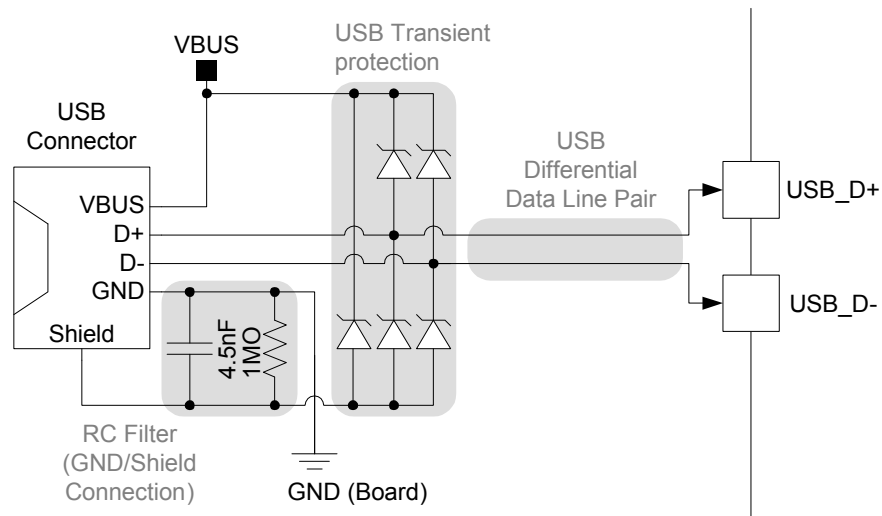 VBUS
USB Transient
protection
USB
Connector
USB
Differential
Data Line Pair
VBUS
D+
D-
GND
Shield
USB_D+
USB_D-
4.5nF
1MO
RC Filter
(GND/Shield
Connection)
GND (Board)